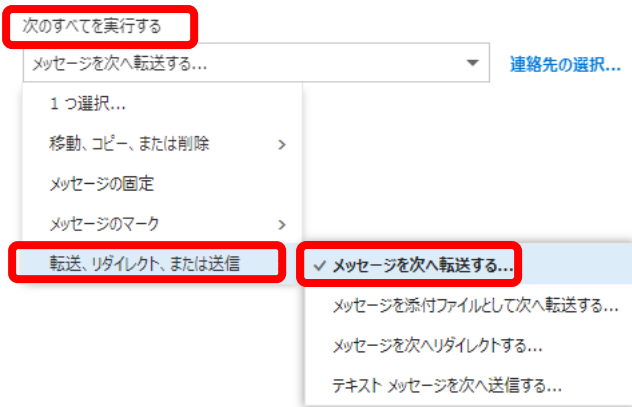 次のすべてを実行する
メッセージを次へ転送する...
連絡先の選択...
1 つ選択...
移動、コピー、または削除
メッセージの固定
メッセージのマーク
転送、リダイレクト、または送信
メッセージを次へ転送する...
メッセージを添付ファイルとして次へ転送する...
メッセージを次へリダイレクトする...
テキスト メッセージを次へ送信する...